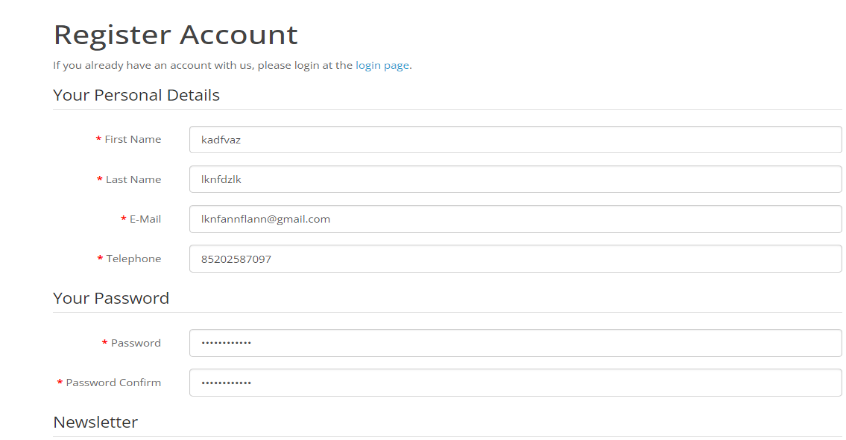 Register Account
If you already have an account with us, please login at the login page.
Your Personal Details
* First Name kadfvaz
* Last Name lknfdzlk
* E-Mail lknfannflann@gmail.com
* Telephone 85202587097
Your Password
* Password ••••••••••••
* Password Confirm ••••••••••••
Newsletter